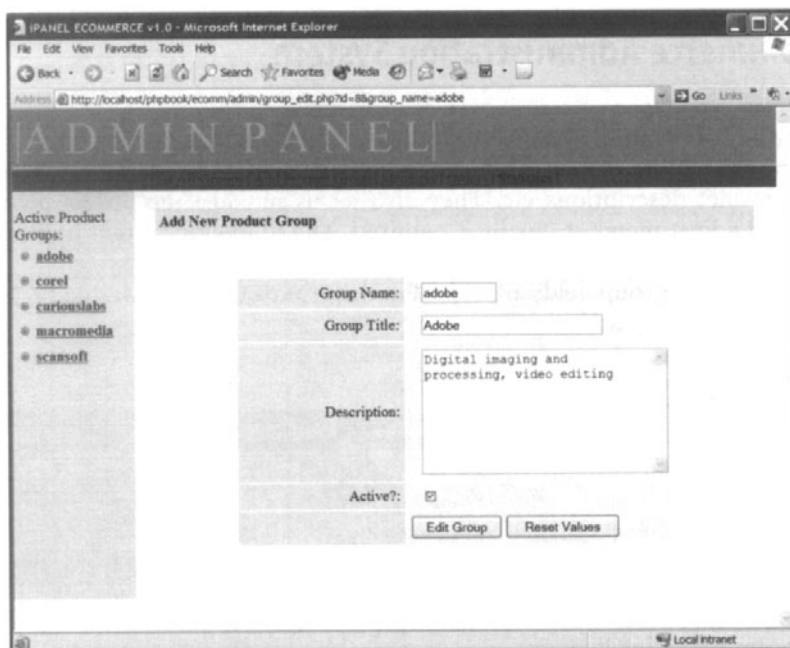 iPANEL ECOMMERCE v1.0 - Microsoft Internet Explorer
File Edit View Favorites Tools Help
Back Search Favorites Media
Address http://localhost/phpbook/ecomm/admin/group_edit.php?id=8&group_name=adobe Go Links »
|ADMIN PANEL|
Active Product
Groups:
adobe
corel
curiouslabs
macromedia
scansoft
Add New Product Group
Group Name: adobe
Group Title: Adobe
Description: Digital imaging and
processing, video editing
Active?:
Edit Group Reset Values
Local intranet